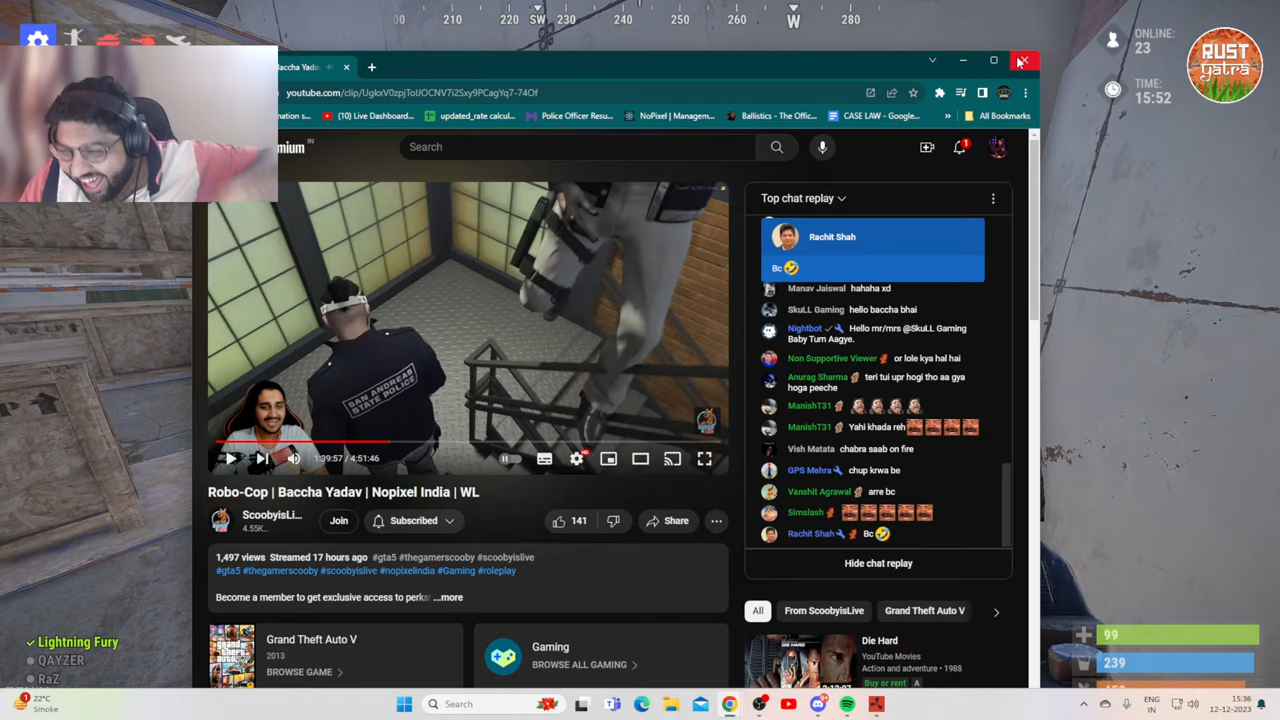 00 210 220 SW 230 240 250 260 W 280
ONLINE:
23
RUST
yatra
TIME:
15:52
Baccha Yada
youtube.com/clip/UgkxV0zpjToIJOCNV7i2Sxy9PCagYq7-74Of
nation s...
(10) Live Dashboard...
updated_rate calcul...
Police Officer Resu...
NoPixel | Managem...
Ballistics - The Offic...
CASE LAW - Google...
»
All Bookmarks
emium IN
Search
1
Top chat replay
Rachit Shah
Bc
Manav Jaiswal hahaha xd
SkuLL Gaming hello baccha bhai
Nightbot Hello mr/mrs @SkuLL Gaming
Baby Tum Aagye.
Non Supportive Viewer or lole kya hal hai
Anurag Sharma teri tui upr hogi tho aa gya
hoga peeche
ManishT31
ManishT31 Yahi khada reh
Vish Matata chabra saab on fire
GPS Mehra chup krwa be
Vanshit Agrawal arre bc
Simslash
Rachit Shah Bc
Hide chat replay
SAN ANDREAS
STATE POLICE
1:39:57 / 4:51:46
HD
Robo-Cop | Baccha Yadav | Nopixel India | WL
ScoobyisLi...
4.55K...
Join
Subscribed
141
Share
1,497 views Streamed 17 hours ago #gta5 #thegamerscooby #scoobyislive
#gta5 #thegamerscooby #scoobyislive #nopixelindia #Gaming #roleplay
Become a member to get exclusive access to perks! ...more
All
From ScoobyisLive
Grand Theft Auto V
Grand Theft Auto V
2013
BROWSE GAME
Gaming
BROWSE ALL GAMING
Die Hard
YouTube Movies
Action and adventure • 1988
Buy or rent A
Lightning Fury
QAYZER
RaZ
99
239
1
22°C
Smoke
Search
ENG
IN
15:36
12-12-2023